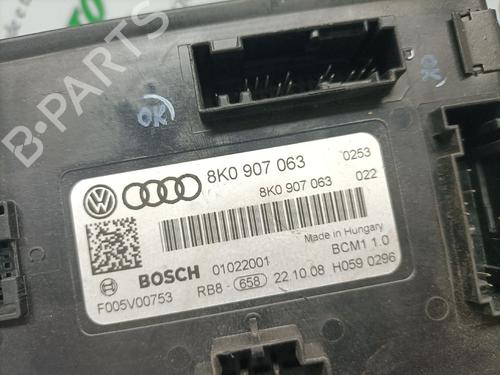 OK
OK
8K0 907 063 0253
8K0 907 063 022
Made in Hungary
BOSCH 01022001 BCM1 1.0
F005V00753 RB8 - 658 22.10.08 H059 0296
B-PARTS